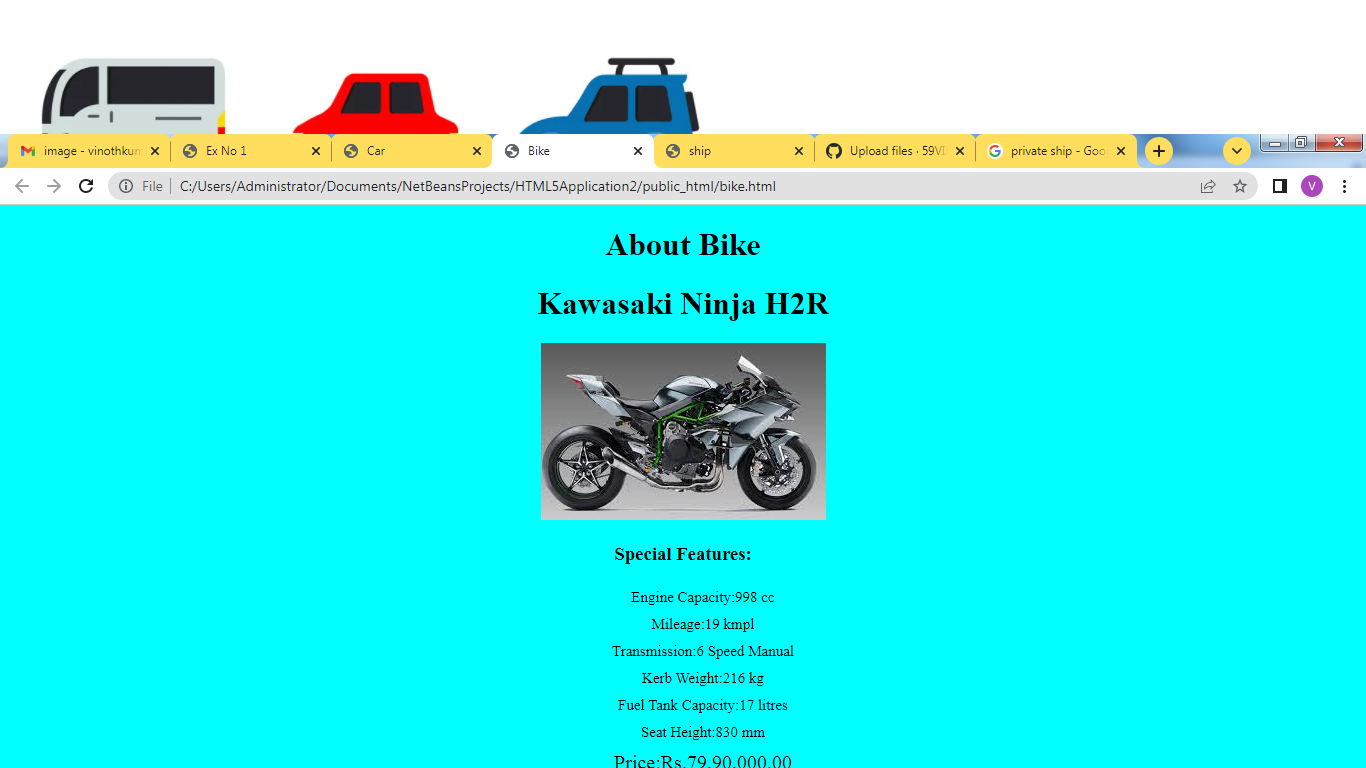 image - vinothkum
Ex No 1
Car
Bike
ship
Upload files · 59VI
private ship - Goo
File
C:/Users/Administrator/Documents/NetBeansProjects/HTML5Application2/public_html/bike.html
V
About Bike
Kawasaki Ninja H2R
Special Features:
Engine Capacity:998 cc
Mileage:19 kmpl
Transmission:6 Speed Manual
Kerb Weight:216 kg
Fuel Tank Capacity:17 litres
Seat Height:830 mm
Price:Rs.79,90,000.00